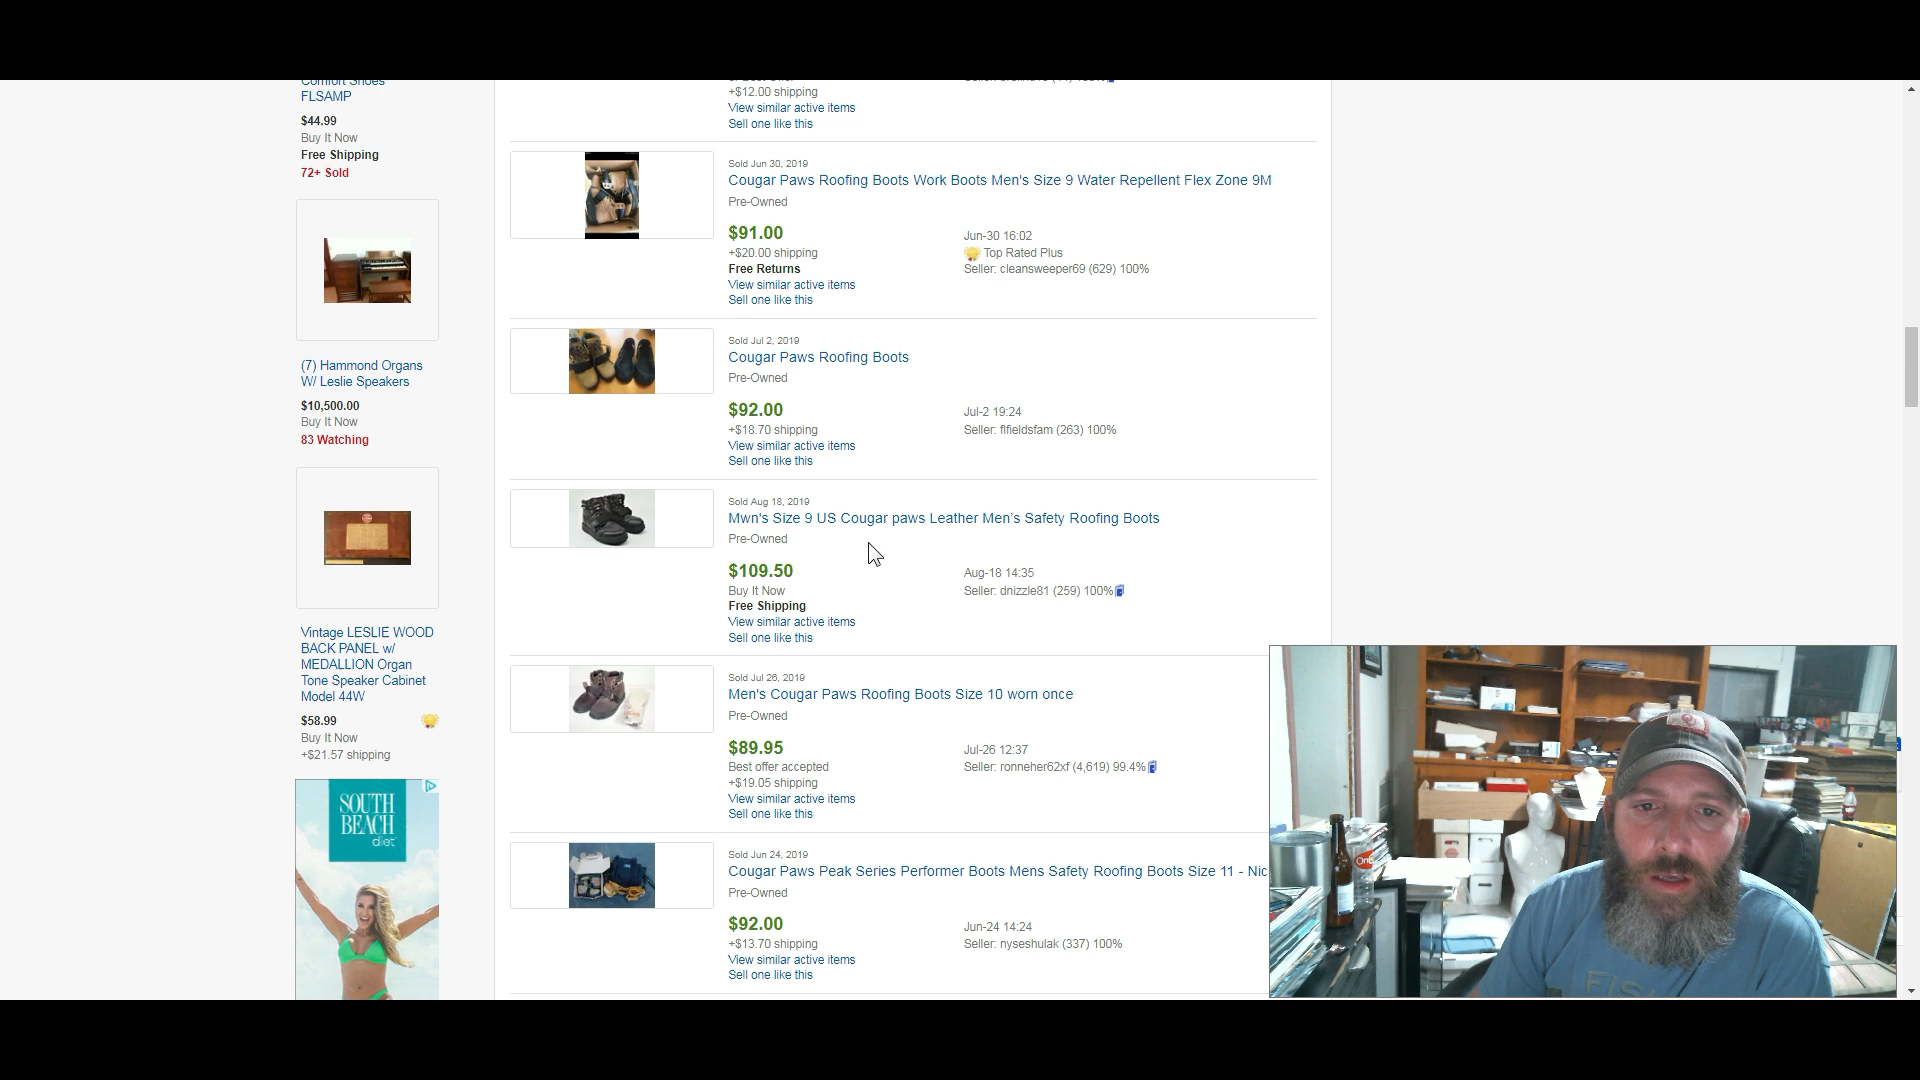 Comfort Shoes
FLSAMP
$44.99
Buy It Now
Free Shipping
72+ Sold
(7) Hammond Organs
W/ Leslie Speakers
$10,500.00
Buy It Now
83 Watching
Vintage LESLIE WOOD
BACK PANEL w/
MEDALLION Organ
Tone Speaker Cabinet
Model 44W
$58.99
Buy It Now
+$21.57 shipping
SOUTH
BEACH
diet
+$12.00 shipping
View similar active items
Sell one like this
Sold Jun 30, 2019
Cougar Paws Roofing Boots Work Boots Men's Size 9 Water Repellent Flex Zone 9M
Pre-Owned
$91.00
Jun-30 16:02
+$20.00 shipping
Top Rated Plus
Free Returns
Seller: cleansweeper69 (629) 100%
View similar active items
Sell one like this
Sold Jul 2, 2019
Cougar Paws Roofing Boots
Pre-Owned
$92.00
Jul-2 19:24
+$18.70 shipping
Seller: flfieldsfam (263) 100%
View similar active items
Sell one like this
Sold Aug 18, 2019
Mwn's Size 9 US Cougar paws Leather Men's Safety Roofing Boots
Pre-Owned
$109.50
Aug-18 14:35
Buy It Now
Seller: dnizzle81 (259) 100%
Free Shipping
View similar active items
Sell one like this
Sold Jul 26, 2019
Men's Cougar Paws Roofing Boots Size 10 worn once
Pre-Owned
$89.95
Jul-26 12:37
Best offer accepted
Seller: ronneher62xf (4,619) 99.4%
+$19.05 shipping
View similar active items
Sell one like this
Sold Jun 24, 2019
Cougar Paws Peak Series Performer Boots Mens Safety Roofing Boots Size 11 - Nic
Pre-Owned
$92.00
Jun-24 14:24
+$13.70 shipping
Seller: nyseshulak (337) 100%
View similar active items
Sell one like this